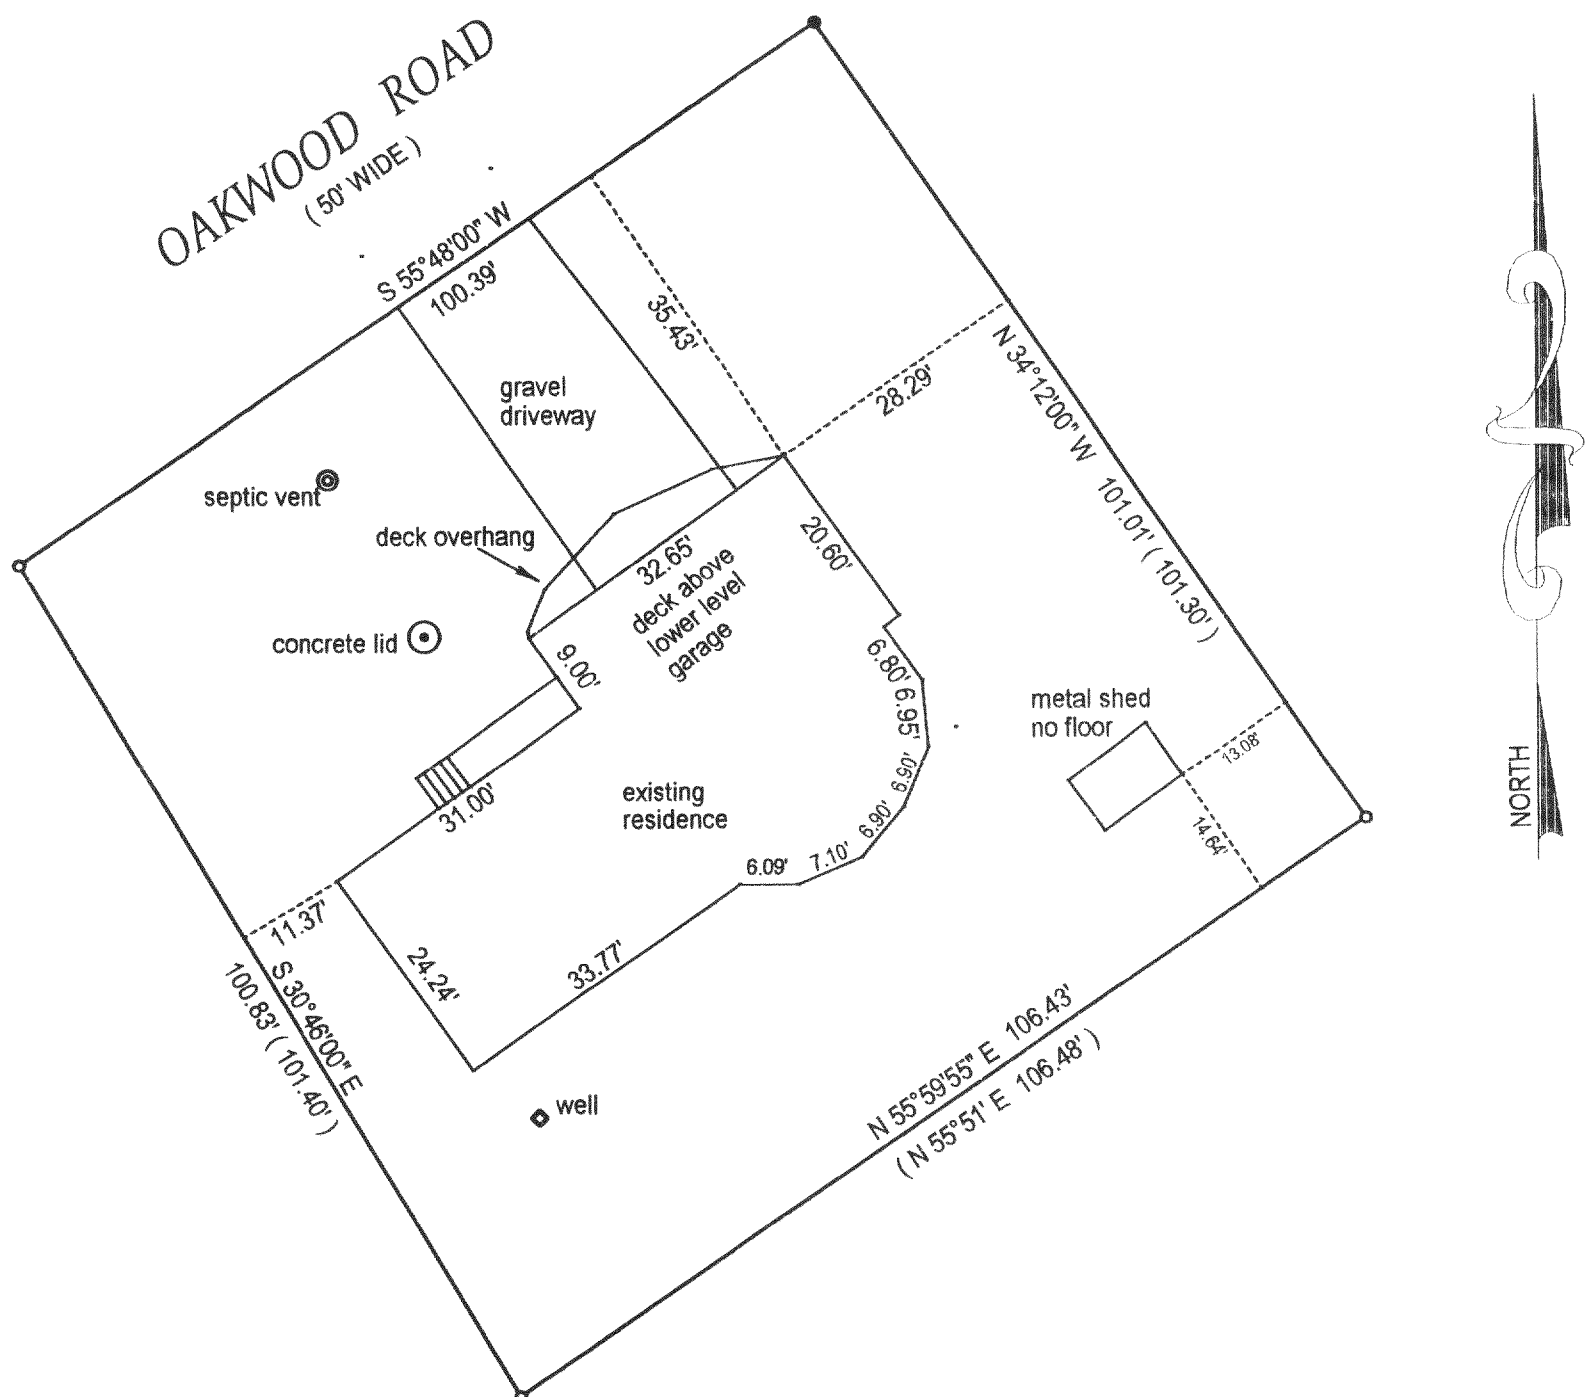 OAKWOOD ROAD
( 50' WIDE )
S 55°48'00" W
100.39'
35.43'
28.29'
N 34°12'00" W 101.01' ( 101.30' )
gravel
driveway
septic vent
deck overhang
32.65'
deck above
lower level
garage
20.60'
concrete lid
9.00'
6.80'
6.95'
6.90'
6.90'
7.10'
6.09'
metal shed
no floor
13.08'
14.64'
31.00'
existing
residence
11.37'
24.24'
33.77'
S 30°46'00" E
100.83' ( 101.40' )
well
N 55°59'55" E 106.43'
( N 55°51' E 106.48' )
NORTH